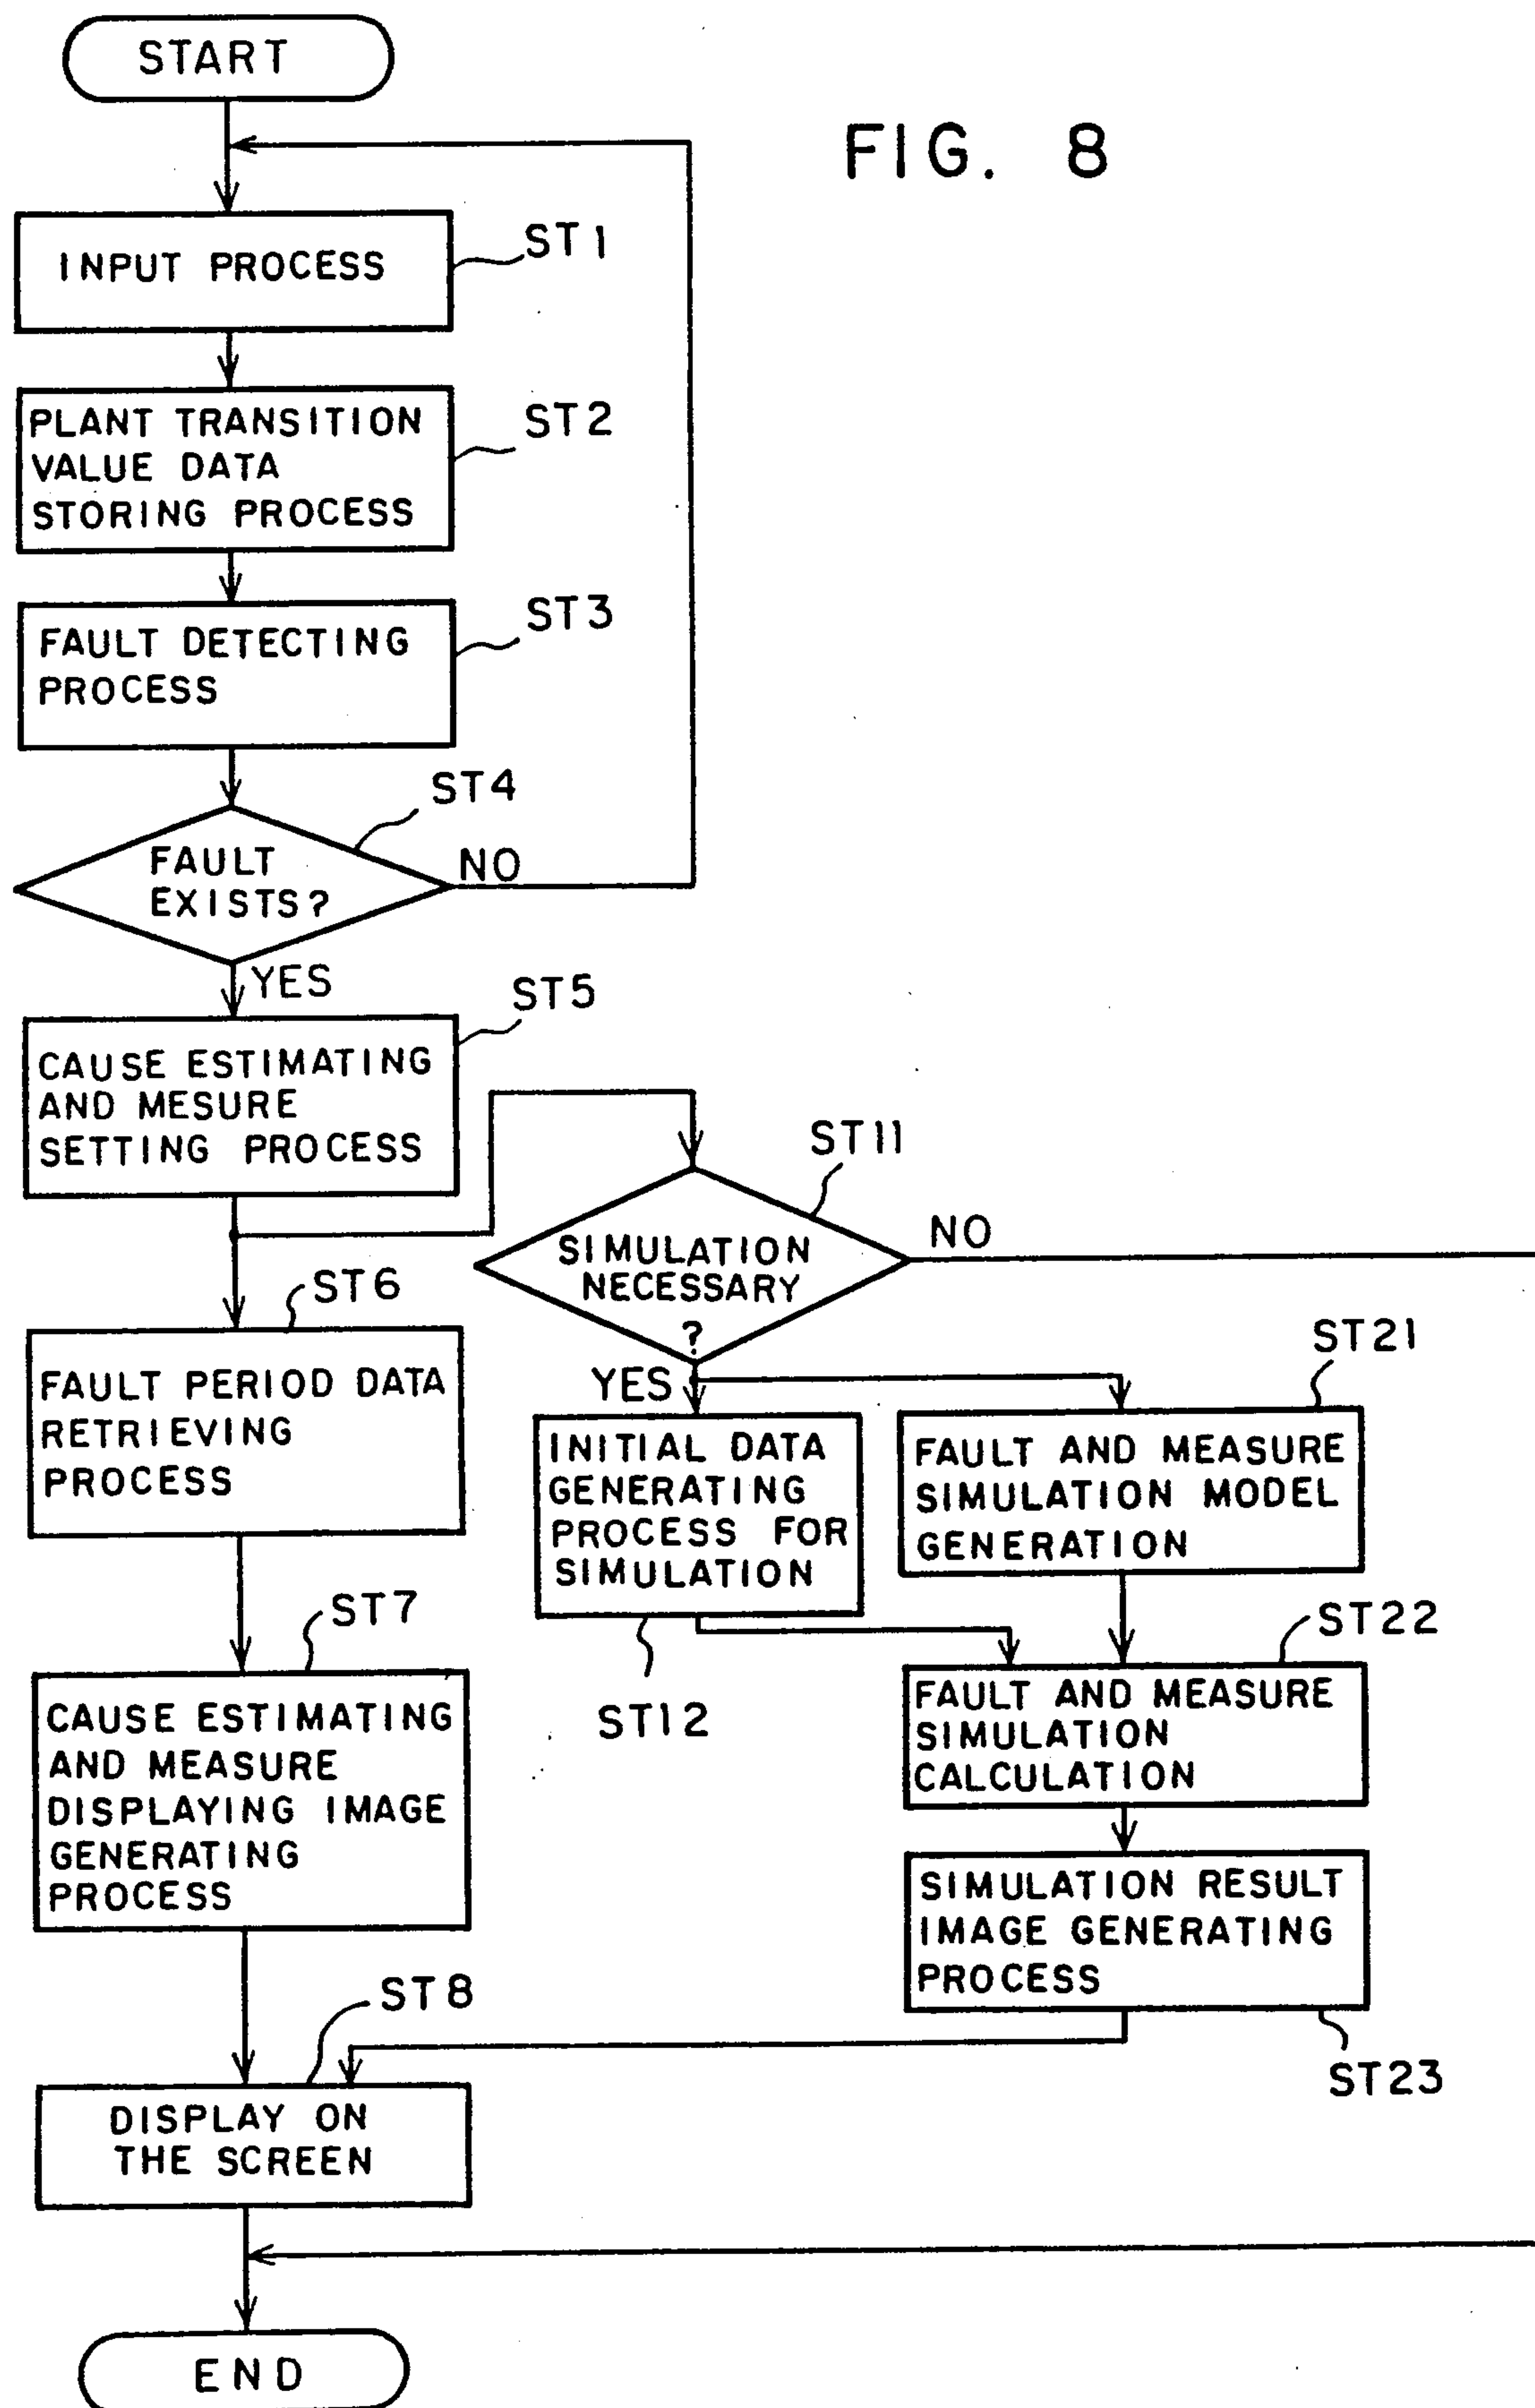 START
FIG. 8
INPUT PROCESS
ST1
PLANT TRANSITION
VALUE DATA
STORING PROCESS
ST2
FAULT DETECTING
PROCESS
ST3
FAULT
EXISTS?
ST4
NO
YES
CAUSE ESTIMATING
AND MESURE
SETTING PROCESS
ST5
SIMULATION
NECESSARY
?
ST11
NO
YES
FAULT PERIOD DATA
RETRIEVING
PROCESS
ST6
INITIAL DATA
GENERATING
PROCESS FOR
SIMULATION
ST12
FAULT AND MEASURE
SIMULATION MODEL
GENERATION
ST21
CAUSE ESTIMATING
AND MEASURE
DISPLAYING IMAGE
GENERATING
PROCESS
ST7
FAULT AND MEASURE
SIMULATION
CALCULATION
ST22
SIMULATION RESULT
IMAGE GENERATING
PROCESS
ST23
DISPLAY ON
THE SCREEN
ST8
END